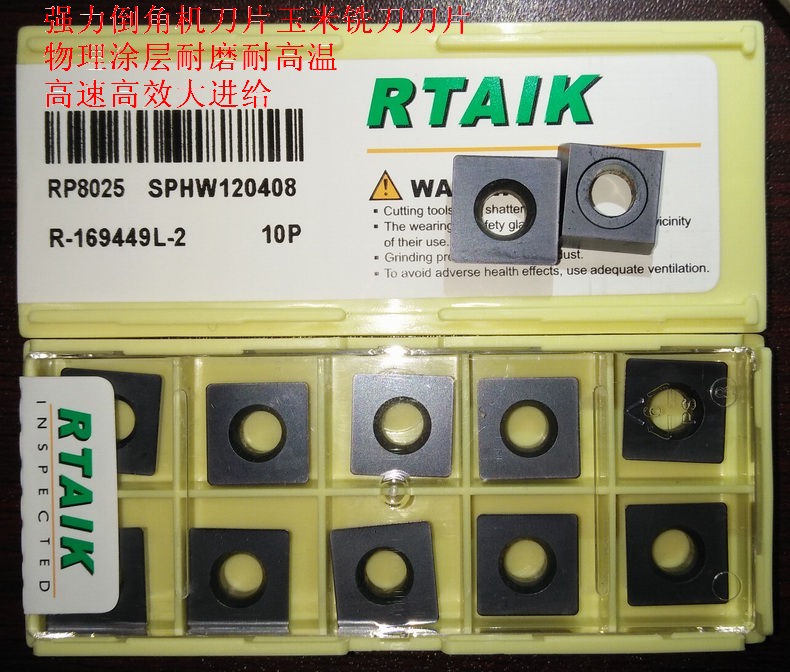 强力倒角机刀片玉米铣刀刀片
物理涂层耐磨耐高温
高速高效大进给
RTAIK
RP8025 SPHW120408
R-169449L-2 10P
Cutting tools shatter
The wearing fety gla vicinity
of their use.
Grinding pr dust.
To avoid adverse health effects, use adequate ventilation.
RTAIK
INSPECTED